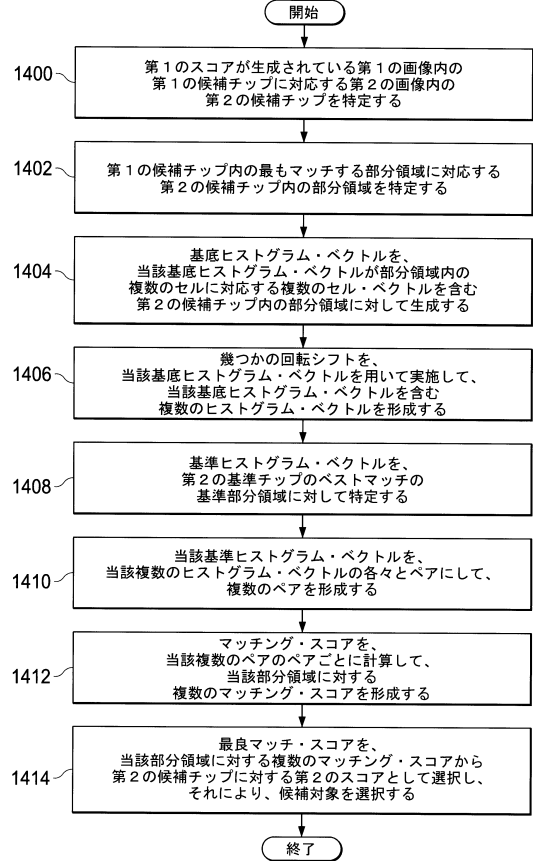 開始
1400
第１のスコアが生成されている第１の画像内の
第１の候補チップに対応する第２の画像内の
第２の候補チップを特定する
1402
第１の候補チップ内の最もマッチする部分領域に対応する
第２の候補チップ内の部分領域を特定する
1404
基底ヒストグラム・ベクトルを、
当該基底ヒストグラム・ベクトルが部分領域内の
複数のセルに対応する複数のセル・ベクトルを含む
第２の候補チップ内の部分領域に対して生成する
1406
幾つかの回転シフトを、
当該基底ヒストグラム・ベクトルを用いて実施して、
当該基底ヒストグラム・ベクトルを含む
複数のヒストグラム・ベクトルを形成する
1408
基準ヒストグラム・ベクトルを、
第２の基準チップのベストマッチの
基準部分領域に対して特定する
1410
当該基準ヒストグラム・ベクトルを、
当該複数のヒストグラム・ベクトルの各々とペアにして、
複数のペアを形成する
1412
マッチング・スコアを、
当該複数のペアのペアごとに計算して、
当該部分領域に対する
複数のマッチング・スコアを形成する
1414
最良マッチ・スコアを、
当該部分領域に対する複数のマッチング・スコアから
第２の候補チップに対する第２のスコアとして選択し、
それにより、候補対象を選択する
終了